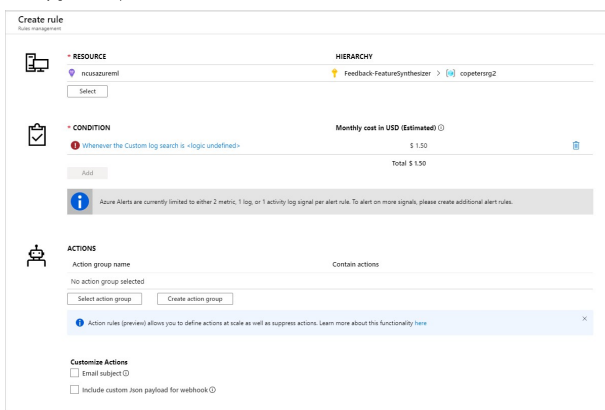 Create rule
Rules management
* RESOURCE
HIERARCHY
ncusazureml
Feedback-FeatureSynthesizer > copetersrg2
Select
* CONDITION
Monthly cost in USD (Estimated)
Whenever the Custom log search is <logic undefined>
$ 1.50
Total $ 1.50
Add
Azure Alerts are currently limited to either 2 metric, 1 log, or 1 activity log signal per alert rule. To alert on more signals, please create additional alert rules.
ACTIONS
Action group name
Contain actions
No action group selected
Select action group
Create action group
Action rules (preview) allows you to define actions at scale as well as suppress actions. Learn more about this functionality here
Customize Actions
Email subject
Include custom Json payload for webhook